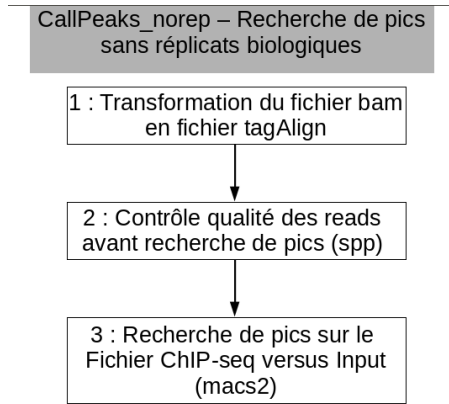 CallPeaks_norep – Recherche de pics
sans réplicats biologiques
1 : Transformation du fichier bam
en fichier tagAlign
2 : Contrôle qualité des reads
avant recherche de pics (spp)
3 : Recherche de pics sur le
Fichier ChIP-seq versus Input
(macs2)